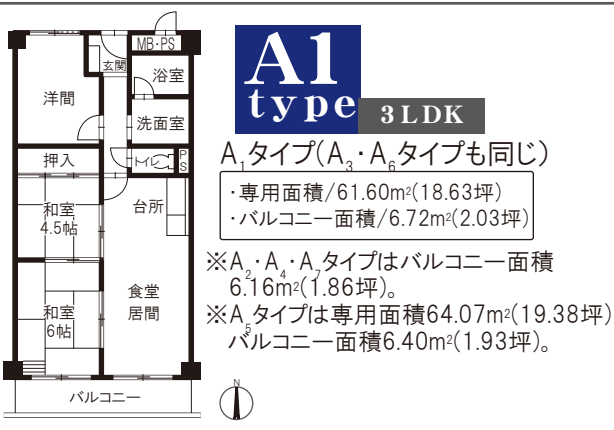 MB・PS
玄関
浴室
洋間
洗面室
押入
トイレ
PS
和室
4.5帖
台所
和室
6帖
食堂
居間
バルコニー
N
A1
type
3LDK
A₁タイプ(A₃・A₆タイプも同じ)
・専用面積/61.60m²(18.63坪)
・バルコニー面積/6.72m²(2.03坪)
※A₂・A₄・A₇タイプはバルコニー面積
6.16m²(1.86坪)。
※A₅タイプは専用面積64.07m²(19.38坪)
バルコニー面積6.40m²(1.93坪)。